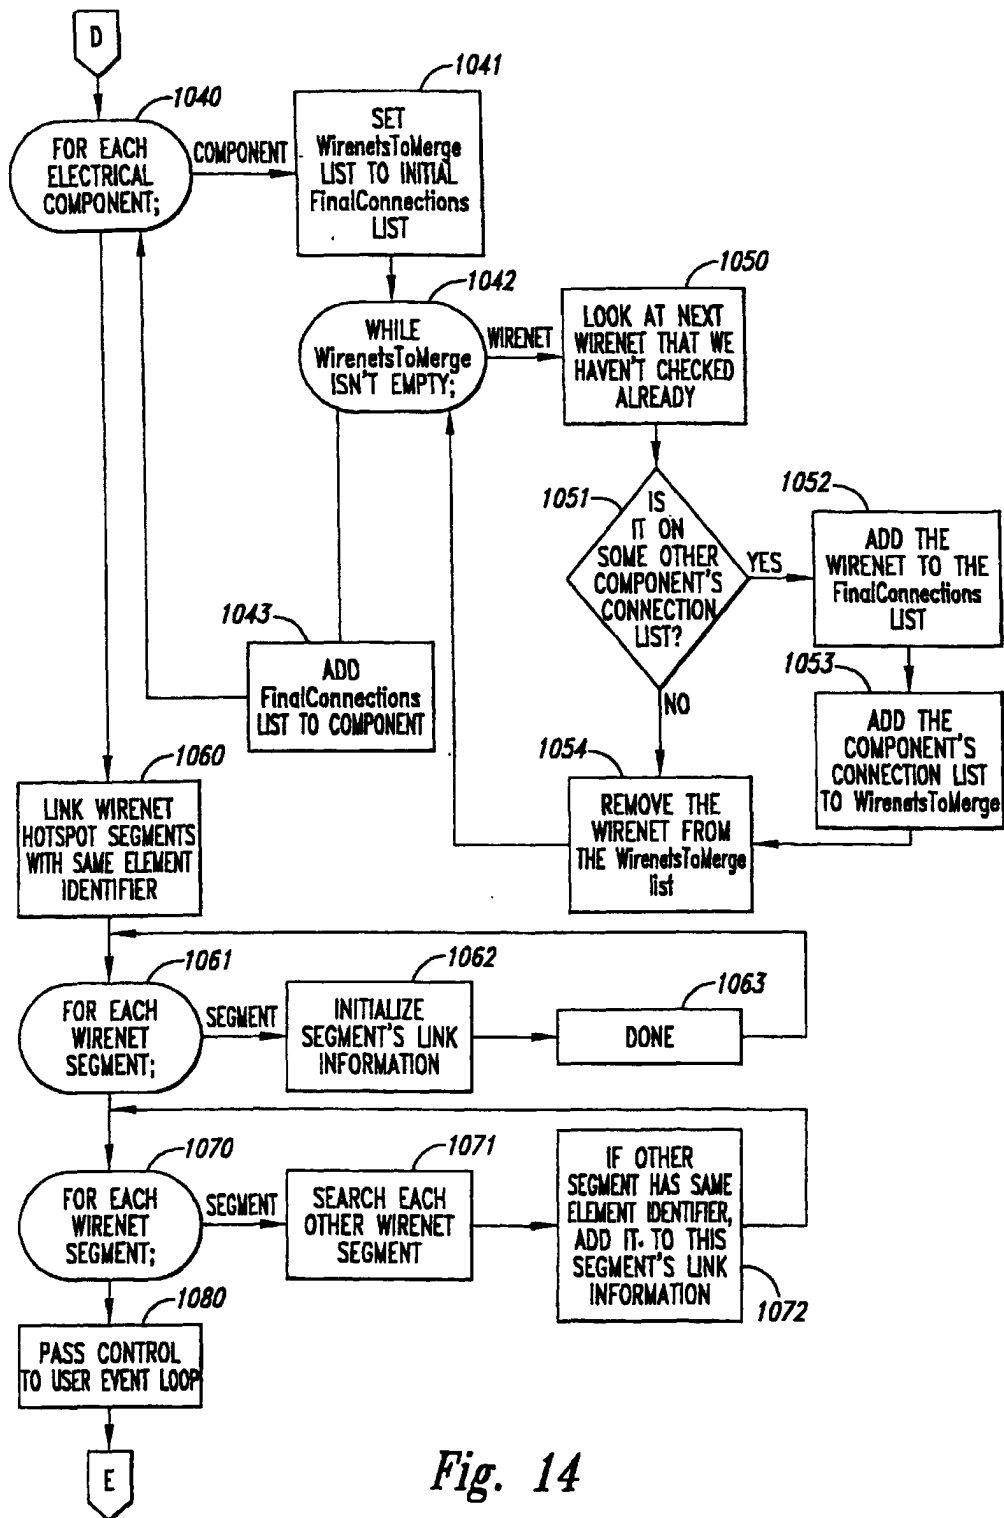 D
1040
FOR EACH
ELECTRICAL
COMPONENT;
COMPONENT
1041
SET
WirenetsToMerge
LIST TO INITIAL
FinalConnections
LIST
1042
WHILE
WirenetsToMerge
ISN'T EMPTY;
WIRENET
1050
LOOK AT NEXT
WIRENET THAT WE
HAVEN'T CHECKED
ALREADY
1051
IS
IT ON
SOME OTHER
COMPONENT'S
CONNECTION
LIST?
YES
1052
ADD THE
WIRENET TO THE
FinalConnections
LIST
1053
ADD THE
COMPONENT'S
CONNECTION LIST
TO WirenetsToMerge
NO
1054
REMOVE THE
WIRENET FROM
THE WirenetsToMerge
list
1043
ADD
FinalConnections
LIST TO COMPONENT
1060
LINK WIRENET
HOTSPOT SEGMENTS
WITH SAME ELEMENT
IDENTIFIER
1061
FOR EACH
WIRENET
SEGMENT;
SEGMENT
1062
INITIALIZE
SEGMENT'S LINK
INFORMATION
1063
DONE
1070
FOR EACH
WIRENET
SEGMENT;
SEGMENT
1071
SEARCH EACH
OTHER WIRENET
SEGMENT
IF OTHER
SEGMENT HAS SAME
ELEMENT IDENTIFIER,
ADD IT. TO THIS
SEGMENT'S LINK
INFORMATION
1072
1080
PASS CONTROL
TO USER EVENT LOOP
E
Fig. 14